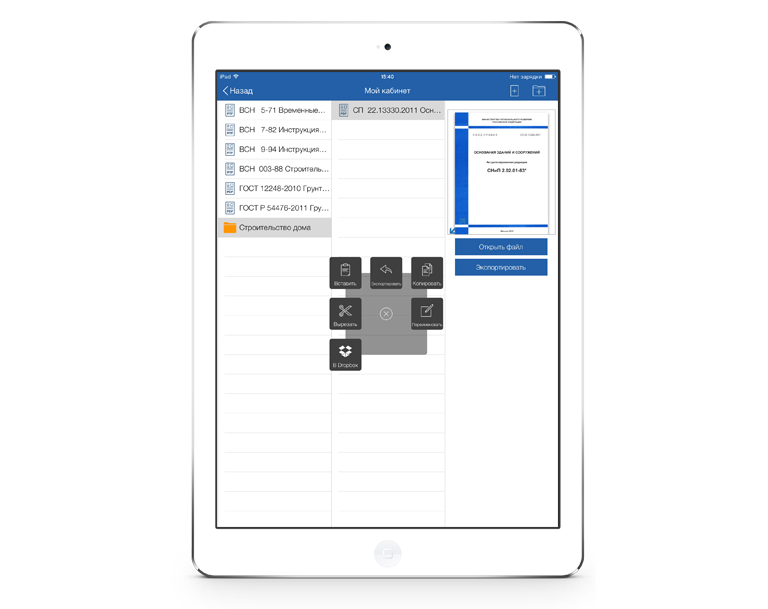 iPad
15:40
Нет зарядки
Назад
Мой кабинет
ВСН 5-71 Временные...
ВСН 7-82 Инструкция...
ВСН 9-94 Инструкция...
ВСН 003-88 Строитель...
ГОСТ 12248-2010 Грунт...
ГОСТ Р 54476-2011 Гру...
Строительство дома
СП 22.13330.2011 Осн...
ОСНОВАНИЯ ЗДАНИЙ И СООРУЖЕНИЙ
СНиП 2.02.01-83*
Открыть файл
Экспортировать
Вставить
Экспортировать
Копировать
Вырезать
Переименовать
В Dropbox